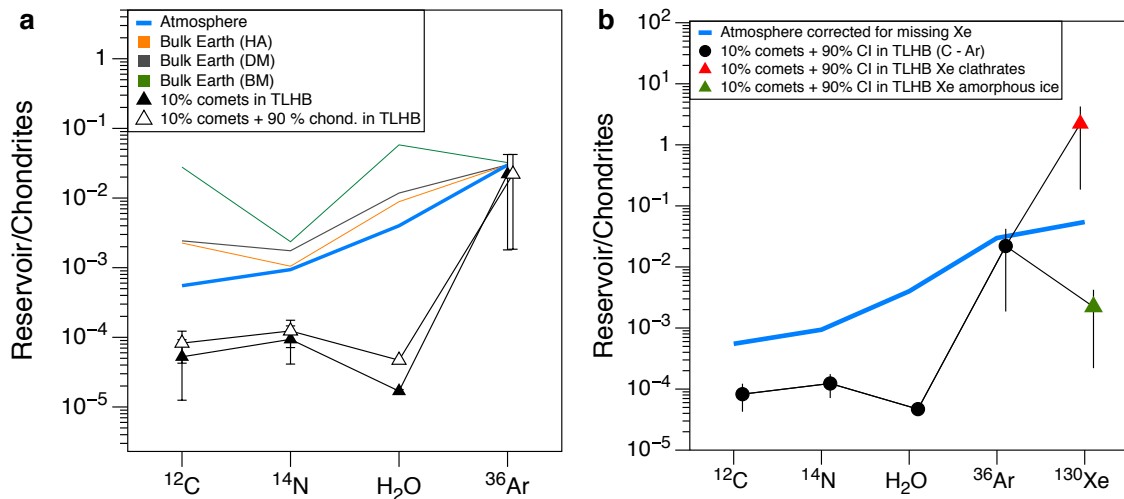 a
Atmosphere
Bulk Earth (HA)
Bulk Earth (DM)
Bulk Earth (BM)
10% comets in TLHB
10% comets + 90 % chond. in TLHB
Reservoir/Chondrites
1
10⁻¹
10⁻²
10⁻³
10⁻⁴
10⁻⁵
¹²C
¹⁴N
H₂O
³⁶Ar
b
Atmosphere corrected for missing Xe
10% comets + 90% CI in TLHB (C - Ar)
10% comets + 90% CI in TLHB Xe clathrates
10% comets + 90% CI in TLHB Xe amorphous ice
Reservoir/Chondrites
10²
10¹
1
10⁻¹
10⁻²
10⁻³
10⁻⁴
10⁻⁵
¹²C
¹⁴N
H₂O
³⁶Ar
¹³⁰Xe